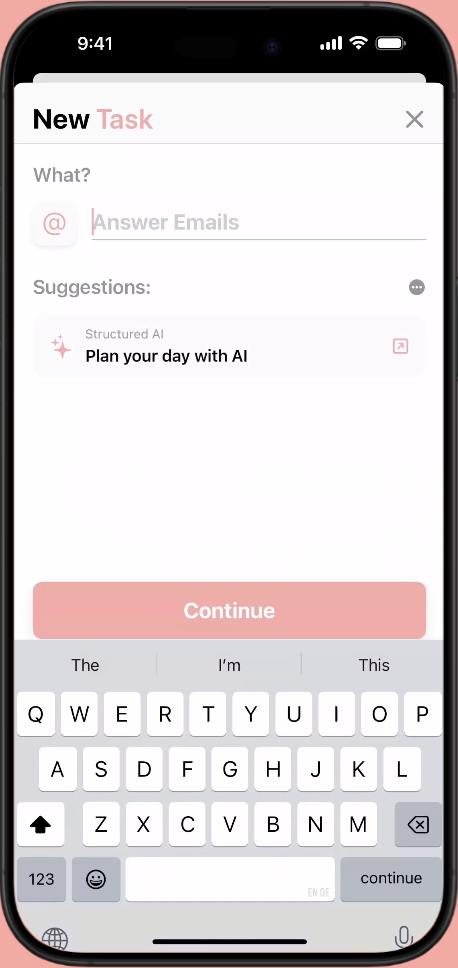 9:41
New Task
What?
@
Answer Emails
Suggestions:
Structured AI
Plan your day with AI
Continue
The I'm This
Q W E R T Y U I O P
A S D F G H J K L
Z X C V B N M
123 continue
EN DE